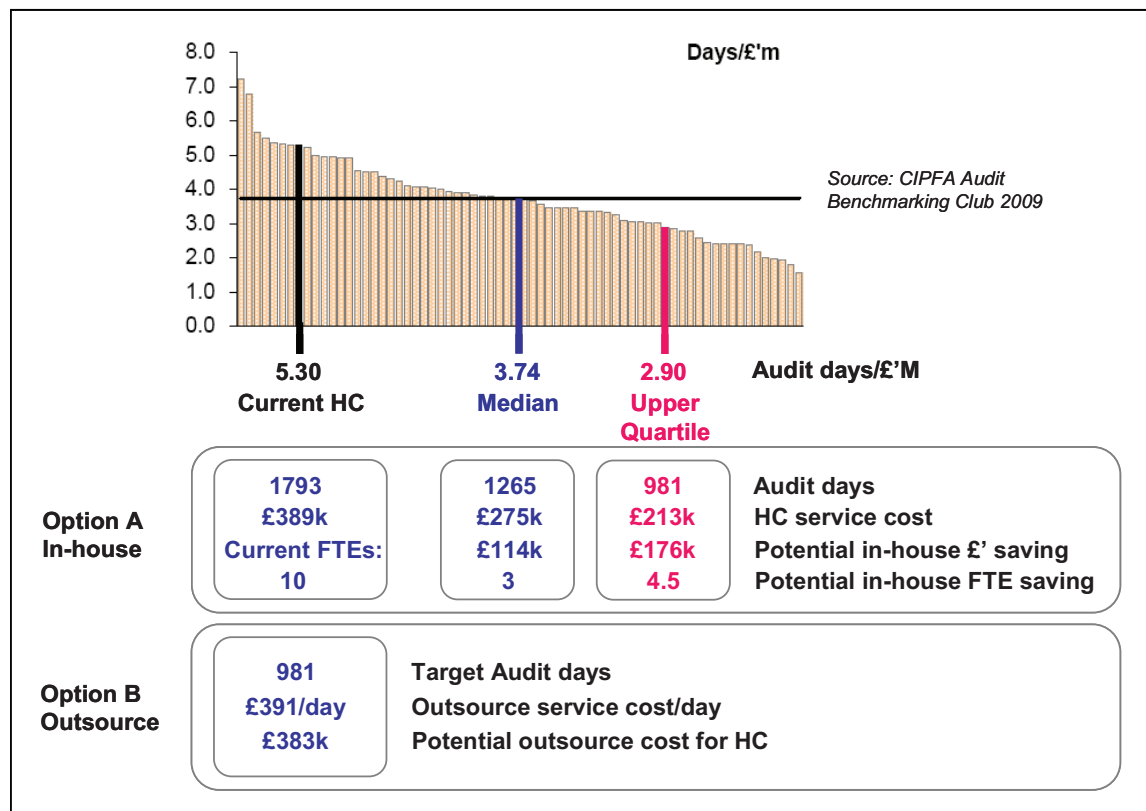 Days/£'m
8.0
7.0
6.0
5.0
4.0
3.0
2.0
1.0
0.0
Source: CIPFA Audit
Benchmarking Club 2009
5.30
Current HC
3.74
Median
2.90
Upper
Quartile
Audit days/£'M
Option A
In-house
1793
£389k
Current FTEs:
10
1265
£275k
£114k
3
981
£213k
£176k
4.5
Audit days
HC service cost
Potential in-house £' saving
Potential in-house FTE saving
Option B
Outsource
981 Target Audit days
£391/day Outsource service cost/day
£383k Potential outsource cost for HC